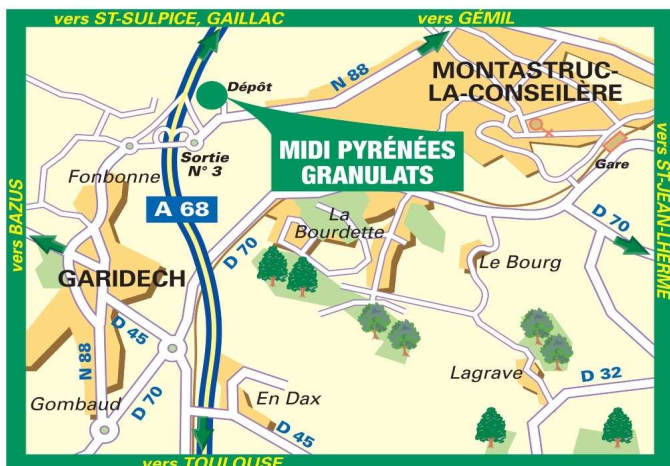 vers ST-SULPICE, GAILLAC
vers GÉMIL
N 88
MONTASTRUC-
LA-CONSEILÈRE
Dépôt
MIDI PYRÉNÉES
GRANULATS
Sortie
N° 3
Fonbonne
Gare
A 68
vers BAZUS
vers ST-JEAN-LHERME
La
Bourdette
D 70
D 70
Le Bourg
GARIDECH
D 45
N 88
D 70
Lagrave
D 32
Gombaud
En Dax
D 45
vers TOULOUSE